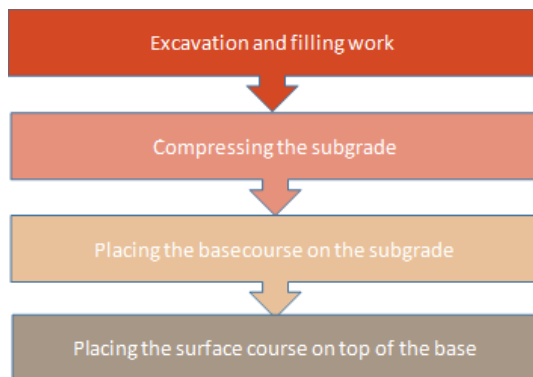 Excavation and filling work
Compressing the subgrade
Placing the basecourse on the subgrade
Placing the surface course on top of the base